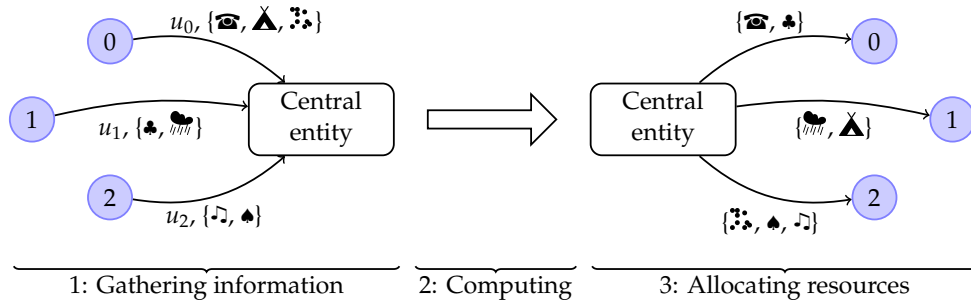 u₀, {☎, ⛺, ⁙}
0
Central
entity
1
u₁, {♣, ⛈}
2
u₂, {♫, ♠}
{☎, ♣}
0
Central
entity
1
{⛈, ⛺}
2
{⁙, ♠, ♫}
1: Gathering information
2: Computing
3: Allocating resources